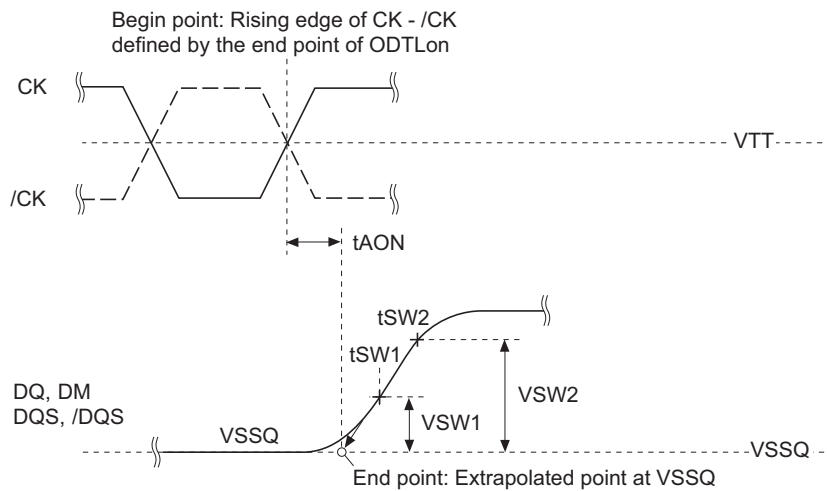 Begin point: Rising edge of CK - /CK
defined by the end point of ODTLon
CK
VTT
/CK
tAON
tSW2
tSW1
DQ, DM
DQS, /DQS
VSW2
VSW1
VSSQ
VSSQ
End point: Extrapolated point at VSSQ